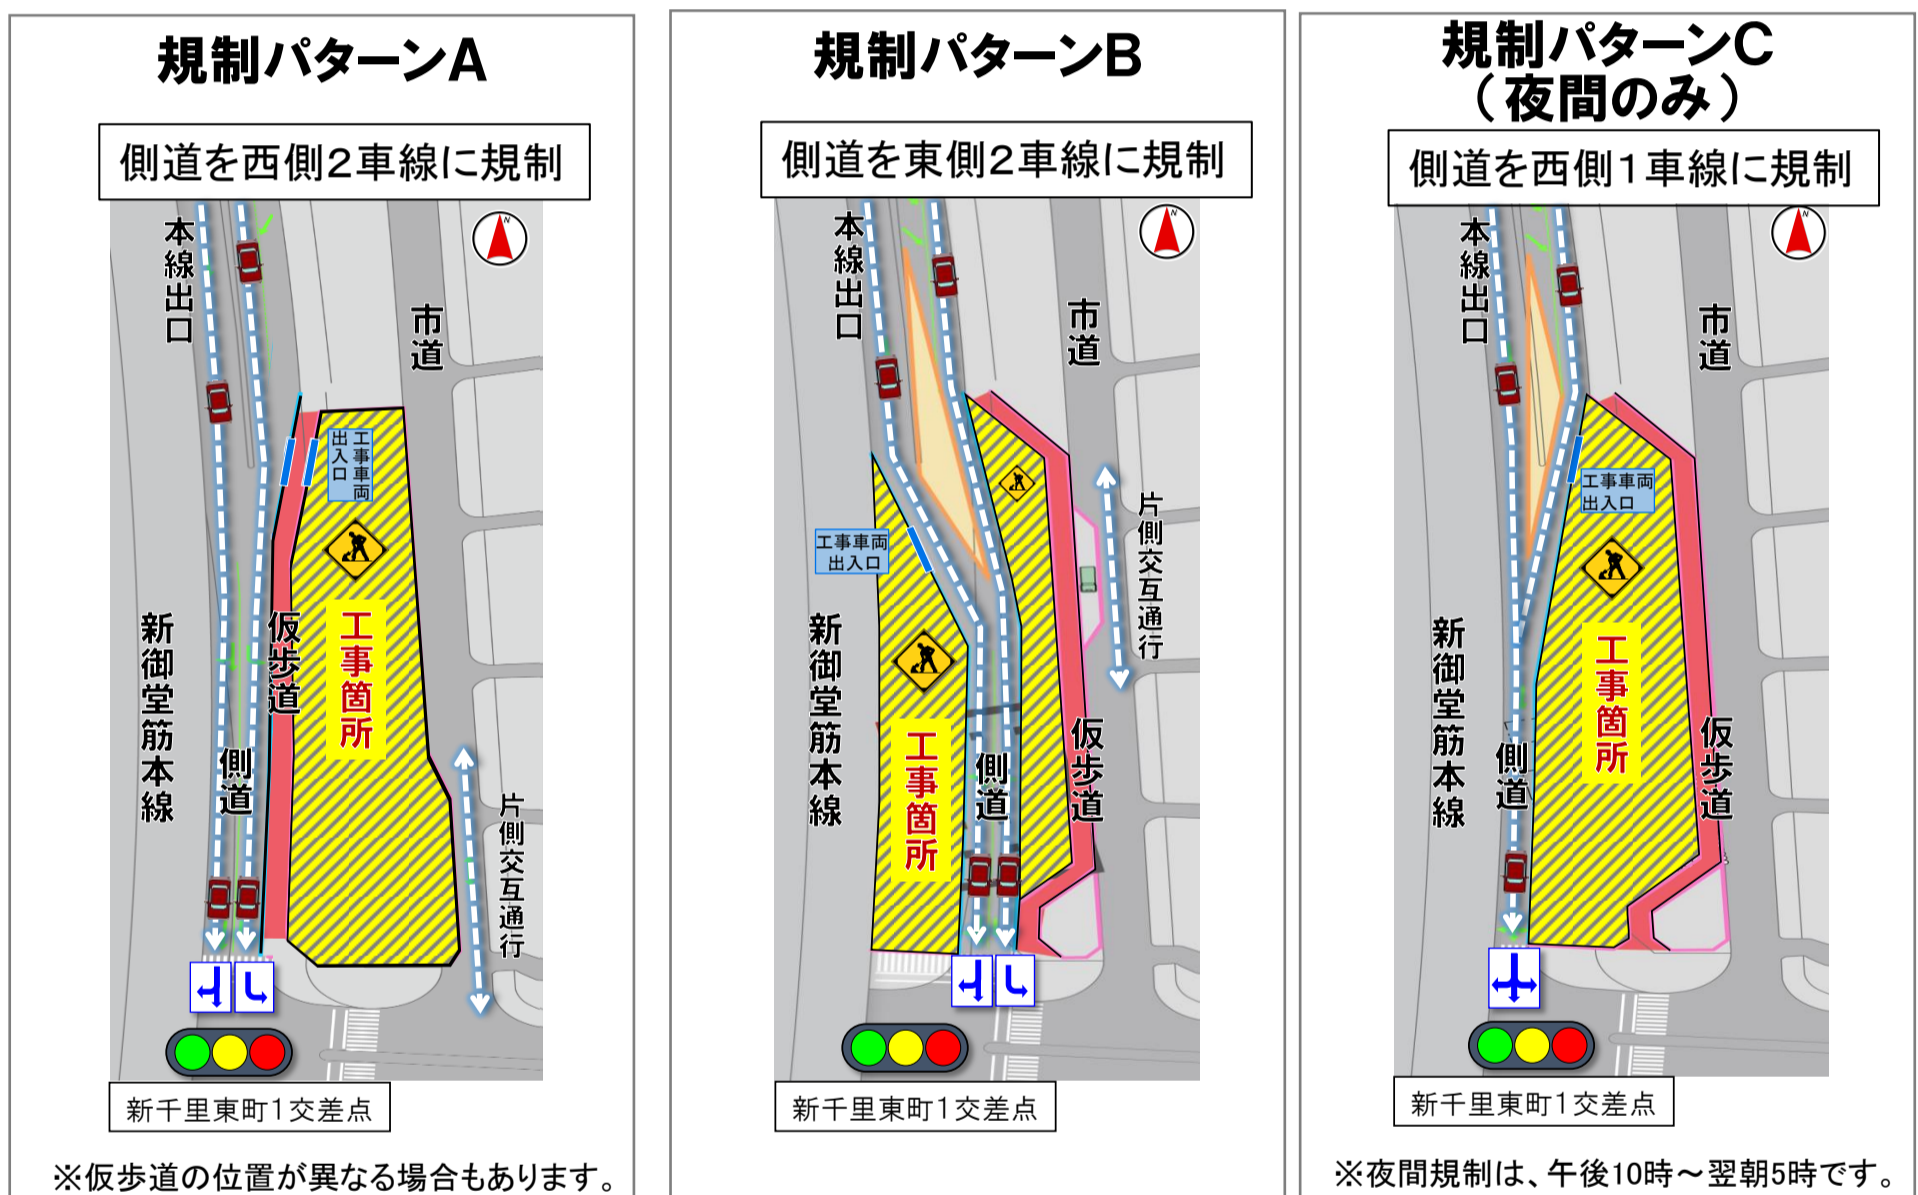 規制パターンA
側道を西側2車線に規制
N
本線出口
市道
工事車両
出入口
新御堂筋本線
仮歩道
工事箇所
側道
片側交互通行
新千里東町1交差点
※仮歩道の位置が異なる場合もあります。
規制パターンB
側道を東側2車線に規制
N
本線出口
市道
片側交互通行
工事車両
出入口
新御堂筋本線
工事箇所
側道
仮歩道
新千里東町1交差点
規制パターンC
（夜間のみ）
側道を西側1車線に規制
N
本線出口
市道
工事車両
出入口
新御堂筋本線
工事箇所
側道
仮歩道
新千里東町1交差点
※夜間規制は、午後10時～翌朝5時です。